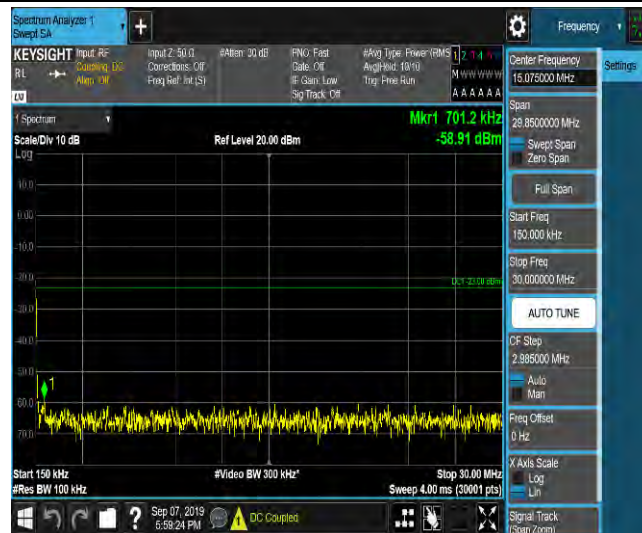 Spectrum Analyzer 1
Swept SA
+
Frequency
KEYSIGHT
Input: RF
Coupling: DC
Align: Off
Input Z: 50 Ω
Corrections: Off
Freq Ref: Int (S)
#Atten: 30 dB
PNO: Fast
Gate: Off
IF Gain: Low
Sig Track: Off
#Avg Type: Power (RMS
Avg|Hold: 10/10
Trig: Free Run
M W W W W W
A A A A A A
RL
LXI
1 Spectrum
Scale/Div 10 dB
Ref Level 20.00 dBm
Mkr1 701.2 kHz
-58.91 dBm
Log
10.0
0.00
-10.0
-20.0
DL1 -23.00 dBm
-30.0
-40.0
-50.0
1
-60.0
-70.0
Start 150 kHz
#Video BW 300 kHz*
Stop 30.00 MHz
#Res BW 100 kHz
Sweep 4.00 ms (30001 pts)
? Sep 07, 2019
5:59:24 PM
DC Coupled
Center Frequency
15.075000 MHz
Settings
Span
29.8500000 MHz
Swept Span
Zero Span
Full Span
Start Freq
150.000 kHz
Stop Freq
30.000000 MHz
AUTO TUNE
CF Step
2.985000 MHz
Auto
Man
Freq Offset
0 Hz
X Axis Scale
Log
Lin
Signal Track
(Span Zoom)